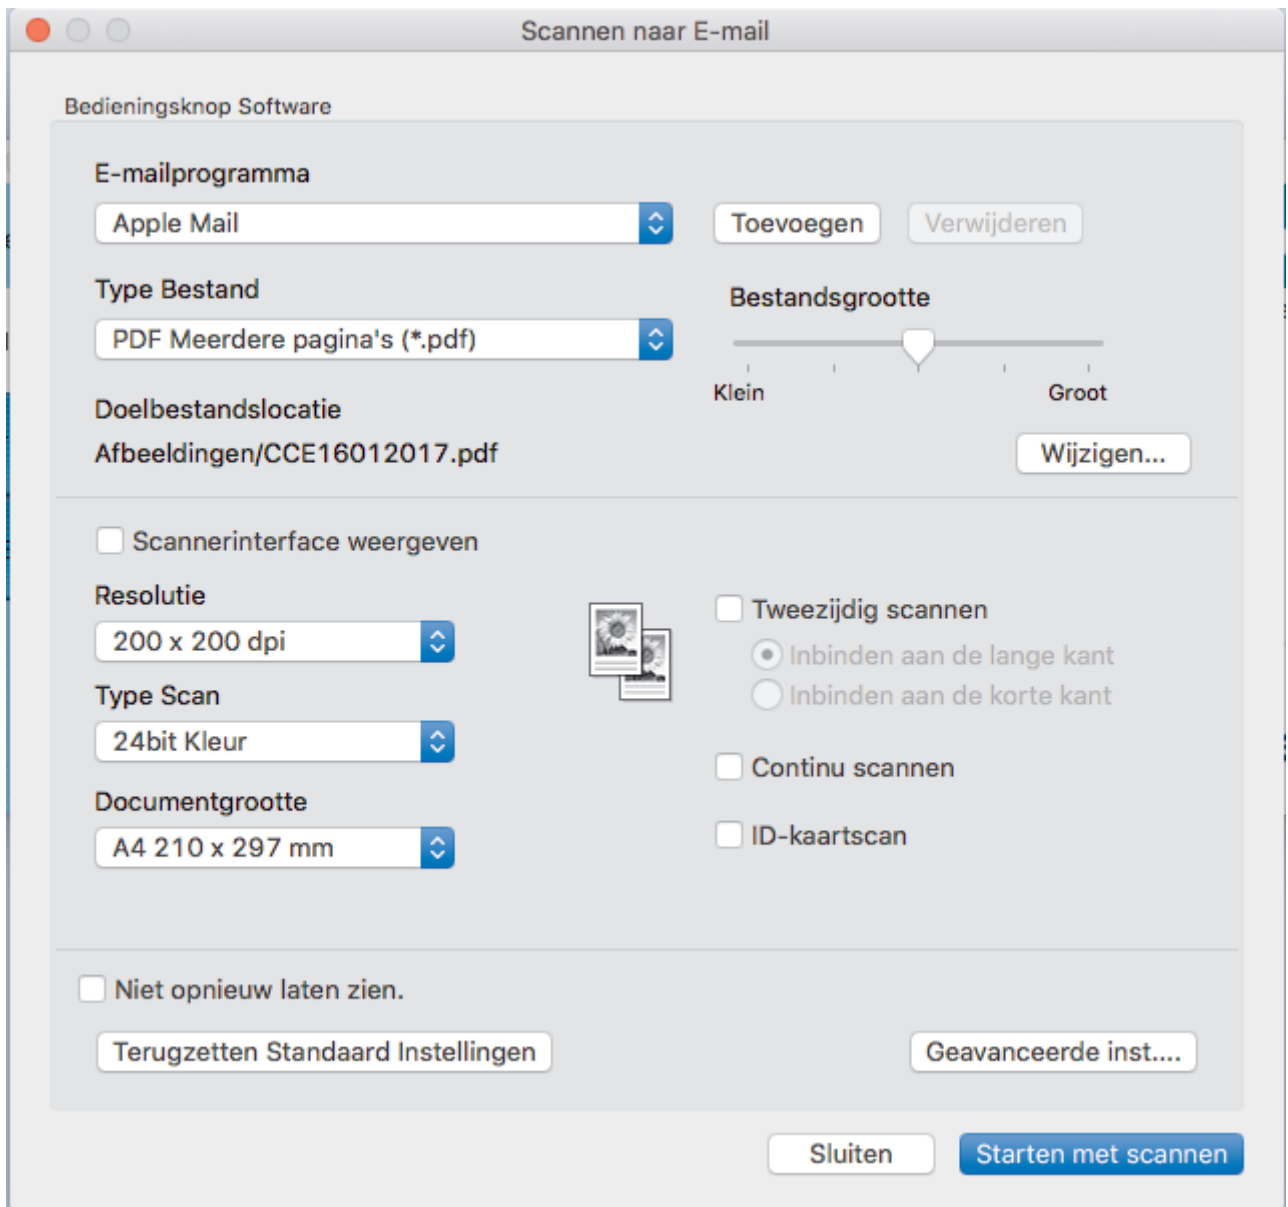 Scannen naar E-mail
Bedieningsknop Software
E-mailprogramma
Apple Mail
Toevoegen
Verwijderen
Type Bestand
Bestandsgrootte
PDF Meerdere pagina's (*.pdf)
Klein
Groot
Doelbestandslocatie
Afbeeldingen/CCE16012017.pdf
Wijzigen...
Scannerinterface weergeven
Resolutie
200 x 200 dpi
Type Scan
24bit Kleur
Documentgrootte
A4 210 x 297 mm
Tweezijdig scannen
Inbinden aan de lange kant
Inbinden aan de korte kant
Continu scannen
ID-kaartscan
Niet opnieuw laten zien.
Terugzetten Standaard Instellingen
Geavanceerde inst....
Sluiten
Starten met scannen